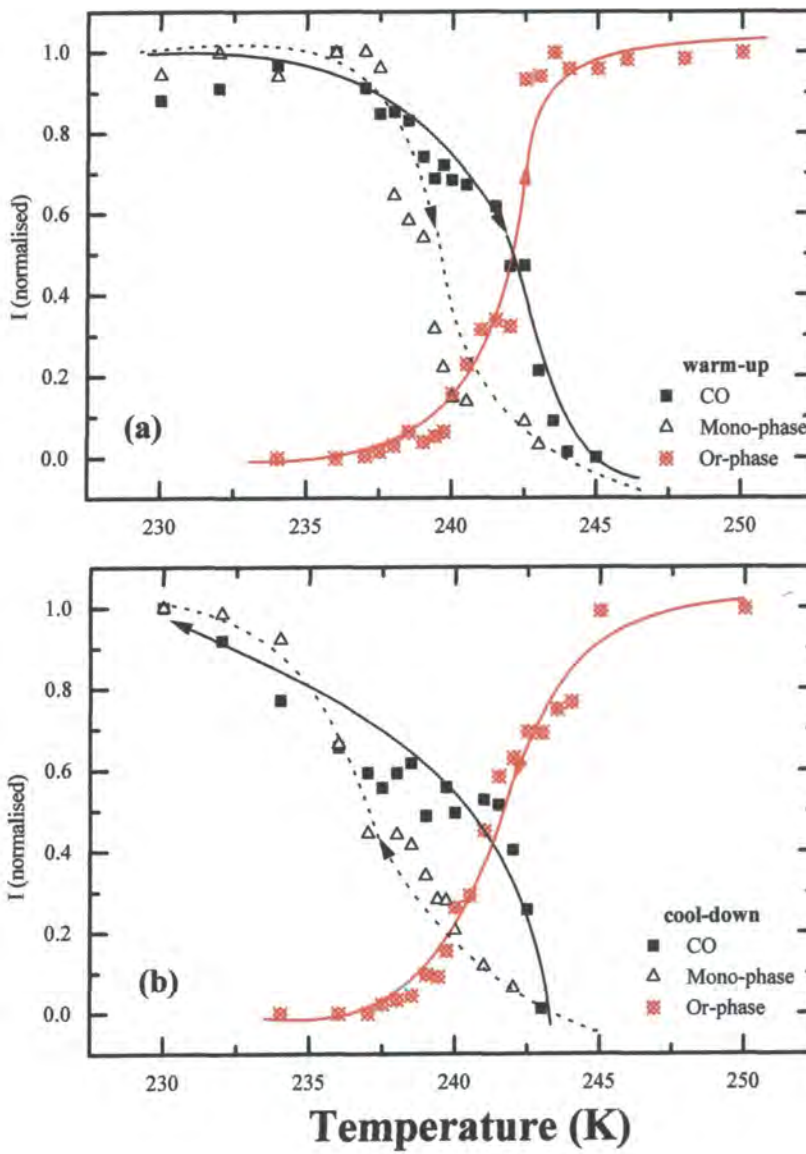 1.0
0.8
0.6
0.4
0.2
0.0
I (normalised)
(a)
warm-up
CO
Mono-phase
Or-phase
230 235 240 245 250
1.0
0.8
0.6
0.4
0.2
0.0
I (normalised)
(b)
cool-down
CO
Mono-phase
Or-phase
230 235 240 245 250
Temperature (K)